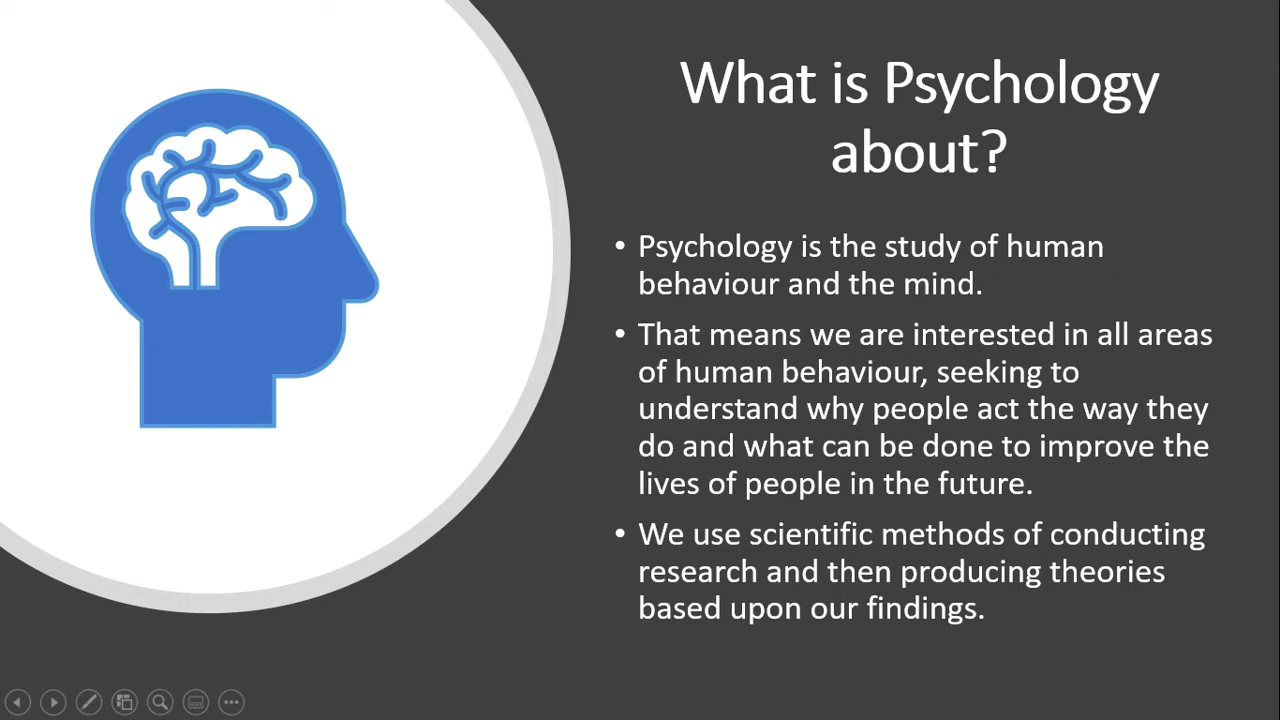 What is Psychology
about?
• Psychology is the study of human
behaviour and the mind.
• That means we are interested in all areas
of human behaviour, seeking to
understand why people act the way they
do and what can be done to improve the
lives of people in the future.
• We use scientific methods of conducting
research and then producing theories
based upon our findings.